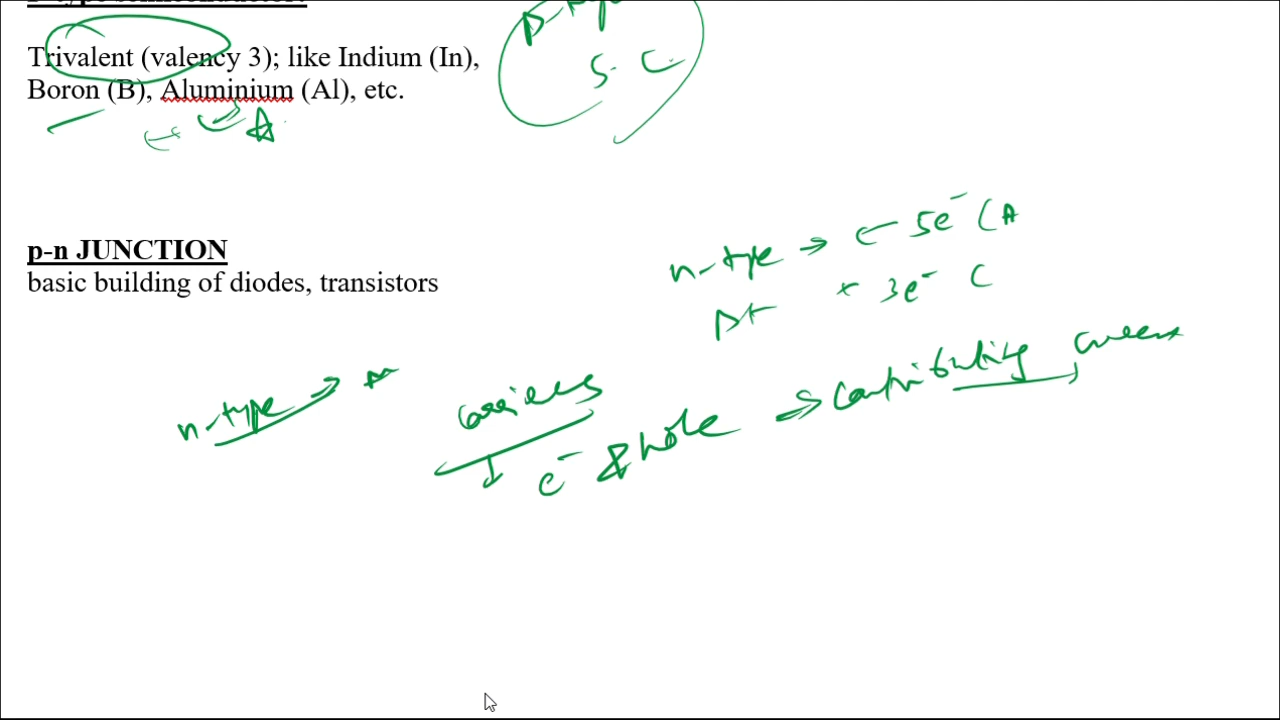 Trivalent (valency 3); like Indium (In),
Boron (B), Aluminium (Al), etc.
S. C.
p-n JUNCTION
basic building of diodes, transistors
n-type → ← 5e⁻ (A
3e⁻ C
n-type →
carriers
e⁻ & hole → contributing